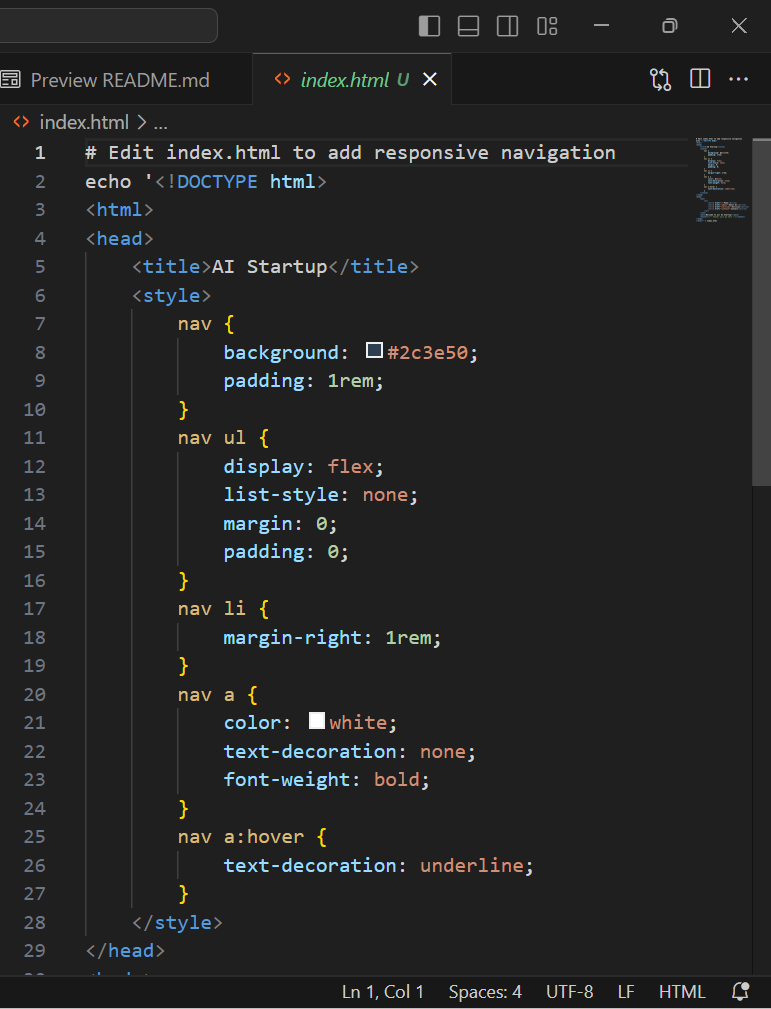 Preview README.md
index.html U
index.html > ...
1 # Edit index.html to add responsive navigation
2 echo '<!DOCTYPE html>
3 <html>
4 <head>
5 <title>AI Startup</title>
6 <style>
7 nav {
8 background: #2c3e50;
9 padding: 1rem;
10 }
11 nav ul {
12 display: flex;
13 list-style: none;
14 margin: 0;
15 padding: 0;
16 }
17 nav li {
18 margin-right: 1rem;
19 }
20 nav a {
21 color: white;
22 text-decoration: none;
23 font-weight: bold;
24 }
25 nav a:hover {
26 text-decoration: underline;
27 }
28 </style>
29 </head>
Ln 1, Col 1 Spaces: 4 UTF-8 LF HTML